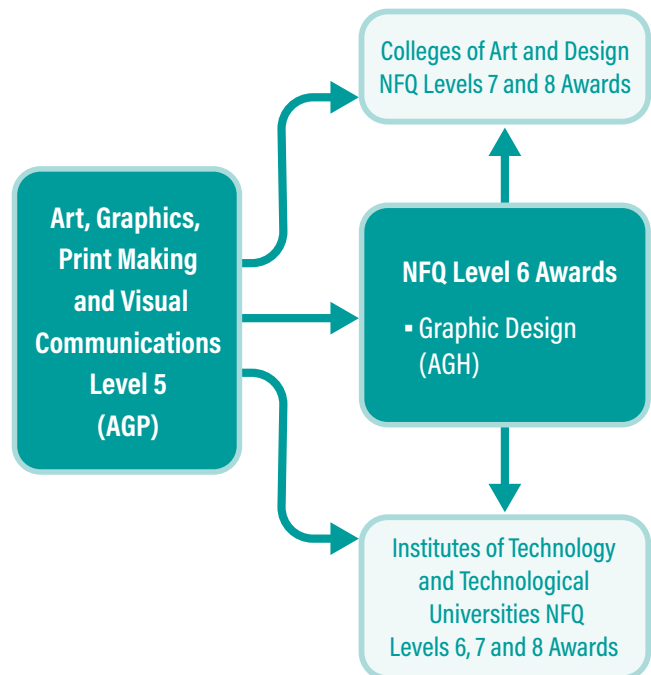 Colleges of Art and Design
NFQ Levels 7 and 8 Awards
Art, Graphics,
Print Making
and Visual
Communications
Level 5
(AGP)
NFQ Level 6 Awards
▪ Graphic Design
(AGH)
Institutes of Technology
and Technological
Universities NFQ
Levels 6, 7 and 8 Awards